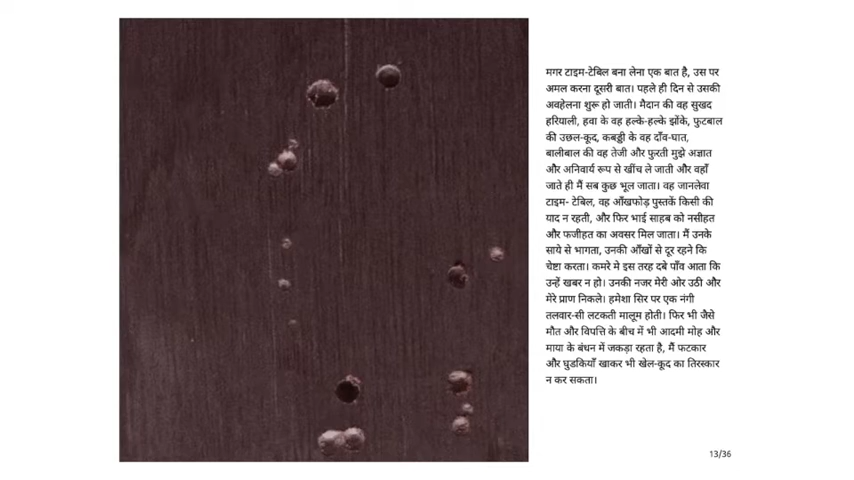 मगर टाइम-टेबिल बना लेना एक बात है, उस पर
अमल करना दूसरी बात। पहले ही दिन से उसकी
अवहेलना शुरू हो जाती। मैदान की वह सुखद
हरियाली, हवा के वह हल्के-हल्के झोंके, फुटबाल
की उछल-कूद, कबड्डी के वह दाँव-घात,
बालीबाल की वह तेजी और फुरती मुझे अज्ञात
और अनिवार्य रूप से खींच ले जाती और वहाँ
जाते ही मैं सब कुछ भूल जाता। वह जानलेवा
टाइम- टेबिल, वह आँखफोड़ पुस्तकें किसी की
याद न रहती, और फिर भाई साहब को नसीहत
और फजीहत का अवसर मिल जाता। मैं उनके
साये से भागता, उनकी आँखों से दूर रहने कि
चेष्टा करता। कमरे मे इस तरह दबे पाँव आता कि
उन्हें खबर न हो। उनकी नजर मेरी ओर उठी और
मेरे प्राण निकले। हमेशा सिर पर एक नंगी
तलवार-सी लटकती मालूम होती। फिर भी जैसे
मौत और विपत्ति के बीच में भी आदमी मोह और
माया के बंधन में जकड़ा रहता है, मैं फटकार
और घुडकियाँ खाकर भी खेल-कूद का तिरस्कार
न कर सकता।
13/36